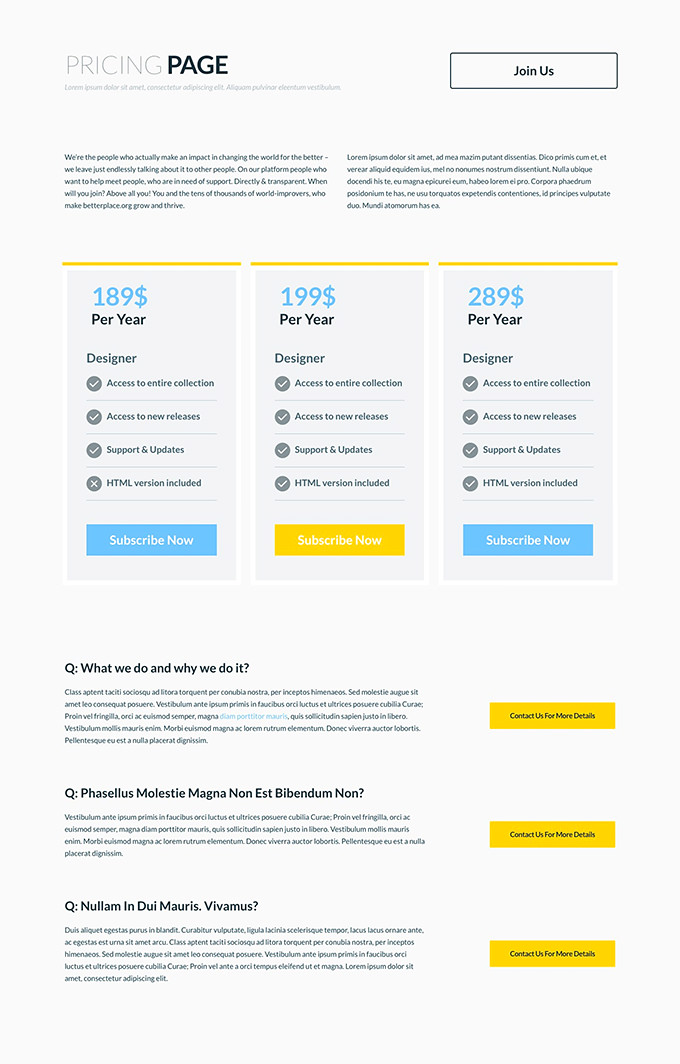 PRICING PAGE
Join Us
Lorem ipsum dolor sit amet, consectetur adipiscing elit. Aliquam pulvinar eleentum vestibulum.
We're the people who actually make an impact in changing the world for the better –
we leave just endlessly talking about it to other people. On our platform people who
want to help meet people, who are in need of support. Directly & transparent. When
will you join? Above all you! You and the tens of thousands of world-improvers, who
make betterplace.org grow and thrive.
Lorem ipsum dolor sit amet, ad mea mazim putant dissentias. Dico primis cum et, et
verear aliquid equidem ius, mel no nonumes nostrum dissentiunt. Nulla ubique
docendi his te, eu magna epicurei eum, habeo lorem ei pro. Corpora phaedrum
posidonium te has, ne usu torquatos expetendis contentiones, id principes vulputate
duo. Mundi atomorum has ea.
189$
Per Year
Designer
Access to entire collection
Access to new releases
Support & Updates
HTML version included
Subscribe Now
199$
Per Year
Designer
Access to entire collection
Access to new releases
Support & Updates
HTML version included
Subscribe Now
289$
Per Year
Designer
Access to entire collection
Access to new releases
Support & Updates
HTML version included
Subscribe Now
Q: What we do and why we do it?
Class aptent taciti sociosqu ad litora torquent per conubia nostra, per inceptos himenaeos. Sed molestie augue sit
amet leo consequat posuere. Vestibulum ante ipsum primis in faucibus orci luctus et ultrices posuere cubilia Curae;
Proin vel fringilla, orci ac euismod semper, magna diam porttitor mauris, quis sollicitudin sapien justo in libero.
Vestibulum mollis mauris enim. Morbi euismod magna ac lorem rutrum elementum. Donec viverra auctor lobortis.
Pellentesque eu est a nulla placerat dignissim.
Contact Us For More Details
Q: Phasellus Molestie Magna Non Est Bibendum Non?
Vestibulum ante ipsum primis in faucibus orci luctus et ultrices posuere cubilia Curae; Proin vel fringilla, orci ac
euismod semper, magna diam porttitor mauris, quis sollicitudin sapien justo in libero. Vestibulum mollis mauris
enim. Morbi euismod magna ac lorem rutrum elementum. Donec viverra auctor lobortis. Pellentesque eu est a nulla
placerat dignissim.
Contact Us For More Details
Q: Nullam In Dui Mauris. Vivamus?
Duis aliquet egestas purus in blandit. Curabitur vulputate, ligula lacinia scelerisque tempor, lacus lacus ornare ante,
ac egestas est urna sit amet arcu. Class aptent taciti sociosqu ad litora torquent per conubia nostra, per inceptos
himenaeos. Sed molestie augue sit amet leo consequat posuere. Vestibulum ante ipsum primis in faucibus orci
luctus et ultrices posuere cubilia Curae; Proin vel ante a orci tempus eleifend ut et magna. Lorem ipsum dolor sit
amet, consectetur adipiscing elit.
Contact Us For More Details